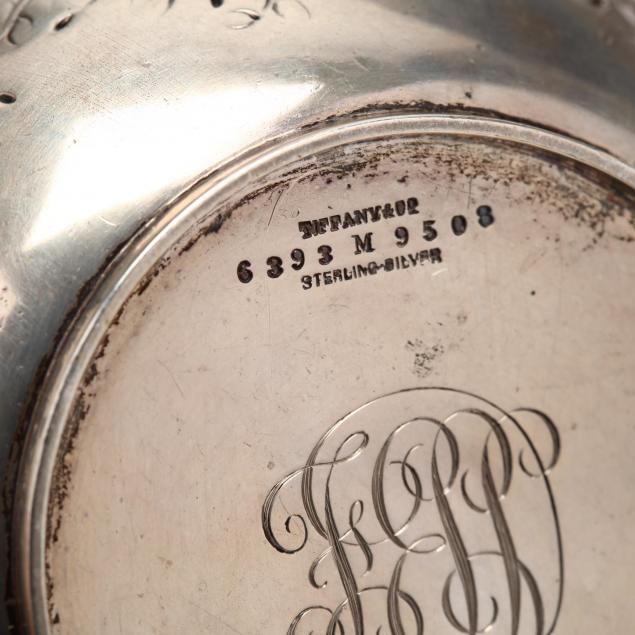 TIFFANY & Co
6393 M 9508
STERLING-SILVER